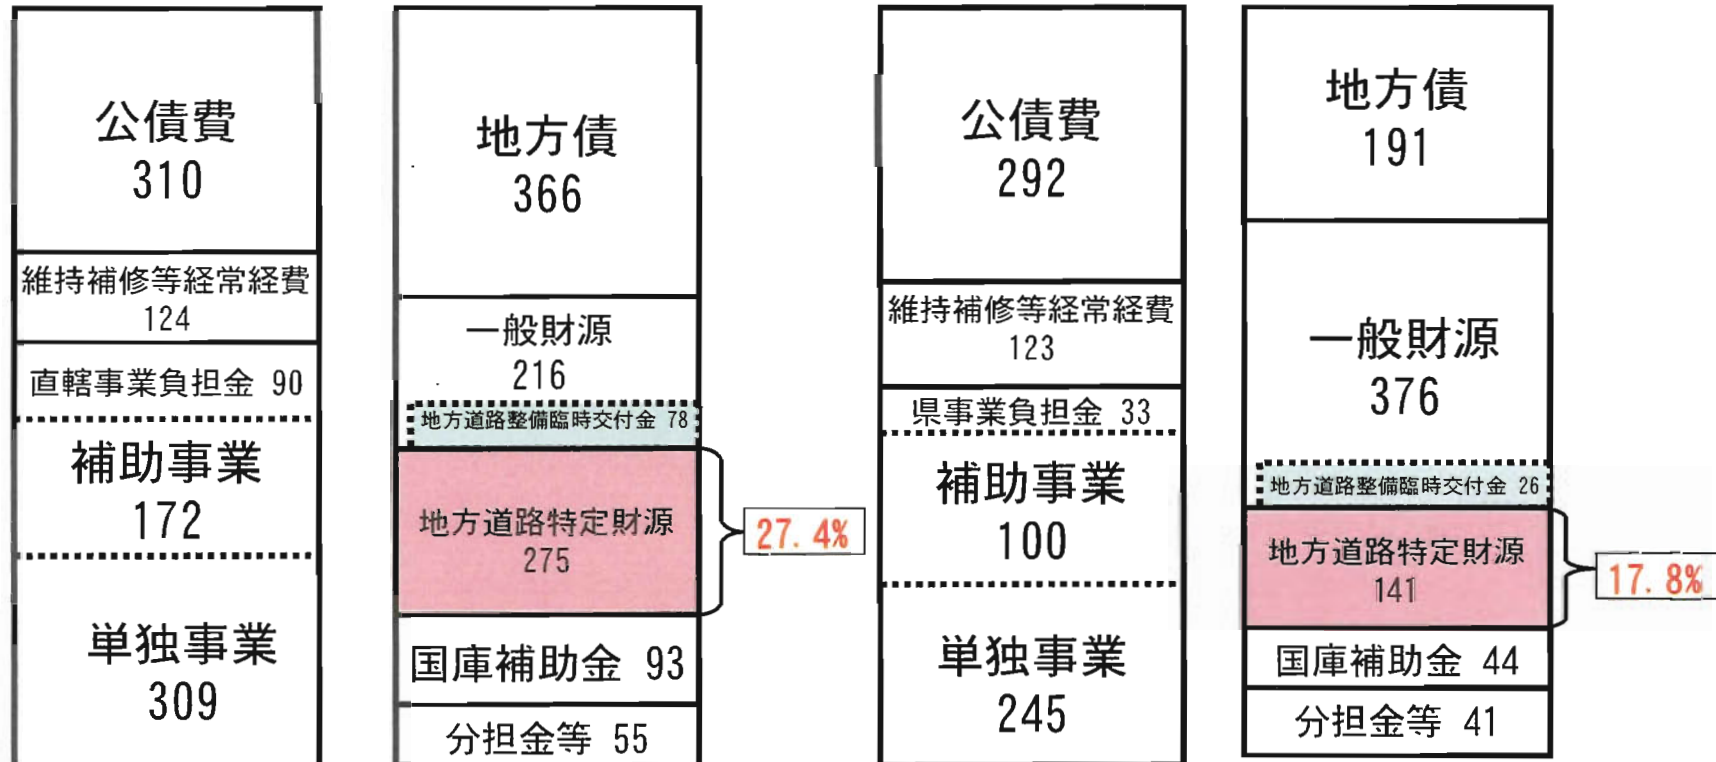 公債費
310
維持補修等経常経費
124
直轄事業負担金 90
補助事業
172
単独事業
309
地方債
366
一般財源
216
地方道路整備臨時交付金 78
地方道路特定財源
275
27.4%
国庫補助金 93
分担金等 55
公債費
292
維持補修等経常経費
123
県事業負担金 33
補助事業
100
単独事業
245
地方債
191
一般財源
376
地方道路整備臨時交付金 26
地方道路特定財源
141
17.8%
国庫補助金 44
分担金等 41